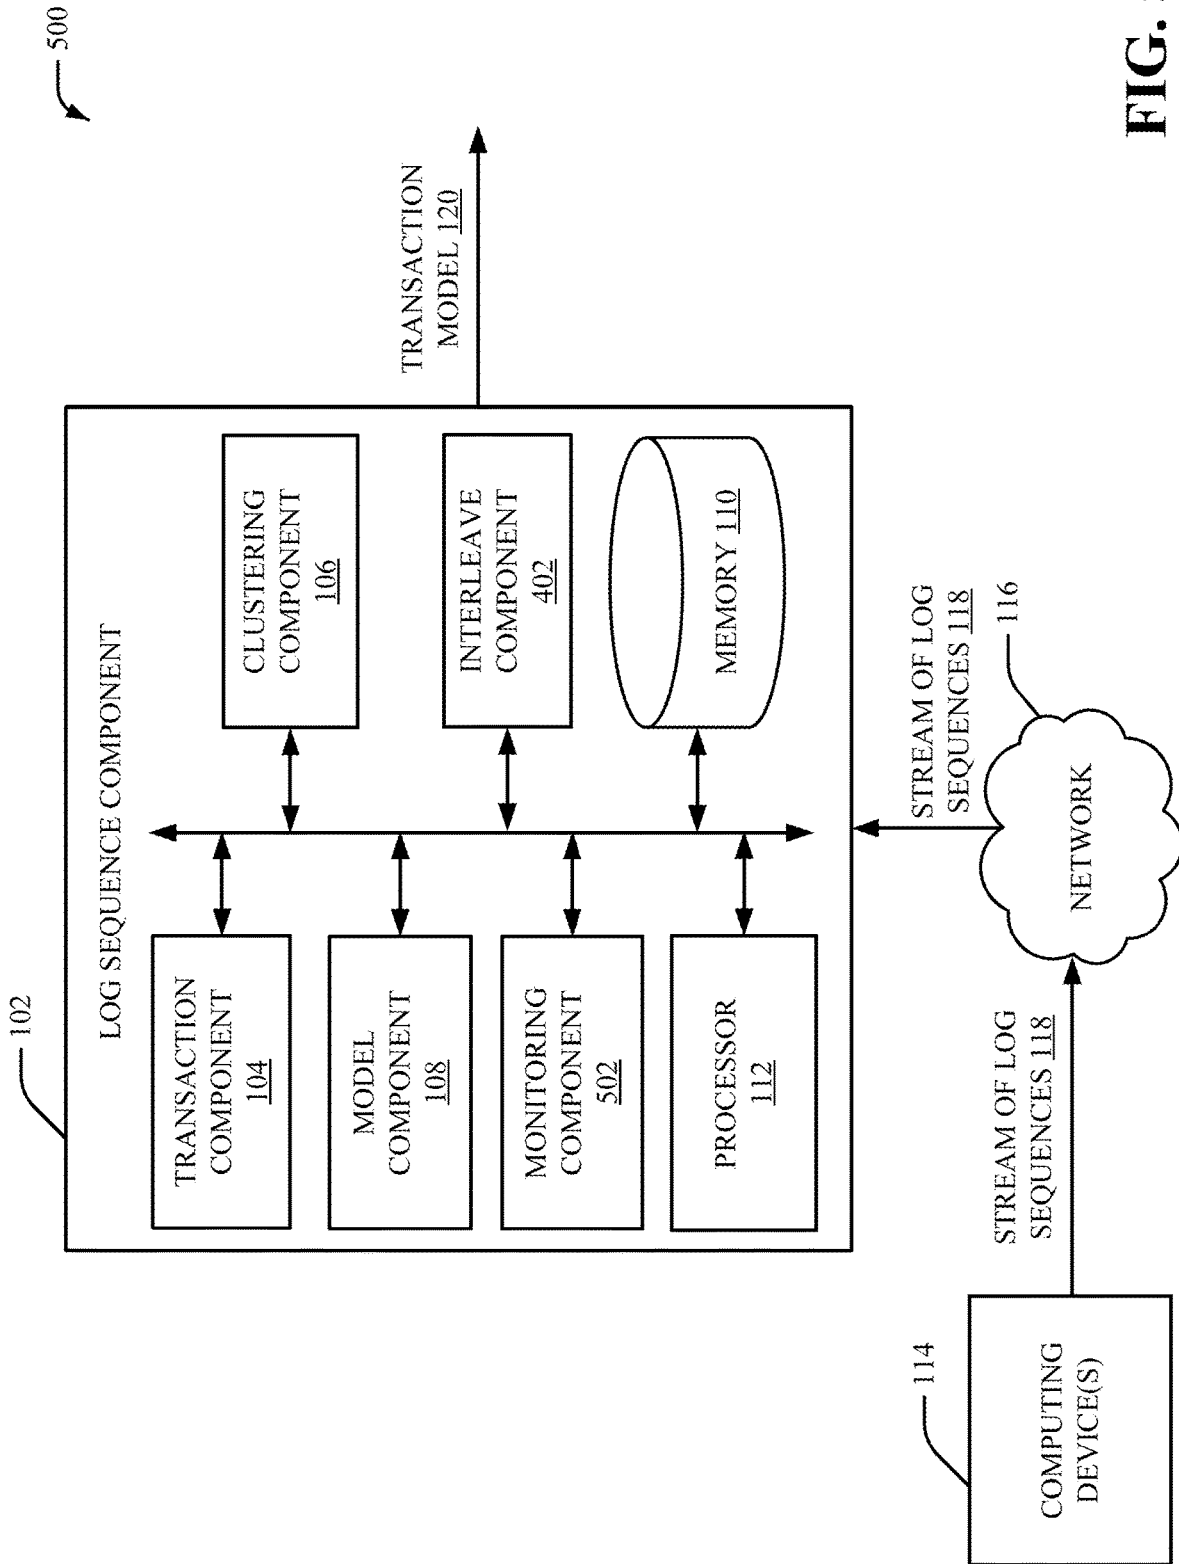 500
102
LOG SEQUENCE COMPONENT
TRANSACTION
COMPONENT
104
CLUSTERING
COMPONENT
106
MODEL
COMPONENT
108
INTERLEAVE
COMPONENT
402
MONITORING
COMPONENT
502
PROCESSOR
112
MEMORY 110
TRANSACTION
MODEL 120
STREAM OF LOG
SEQUENCES 118
116
NETWORK
STREAM OF LOG
SEQUENCES 118
114
COMPUTING
DEVICE(S)
FIG.